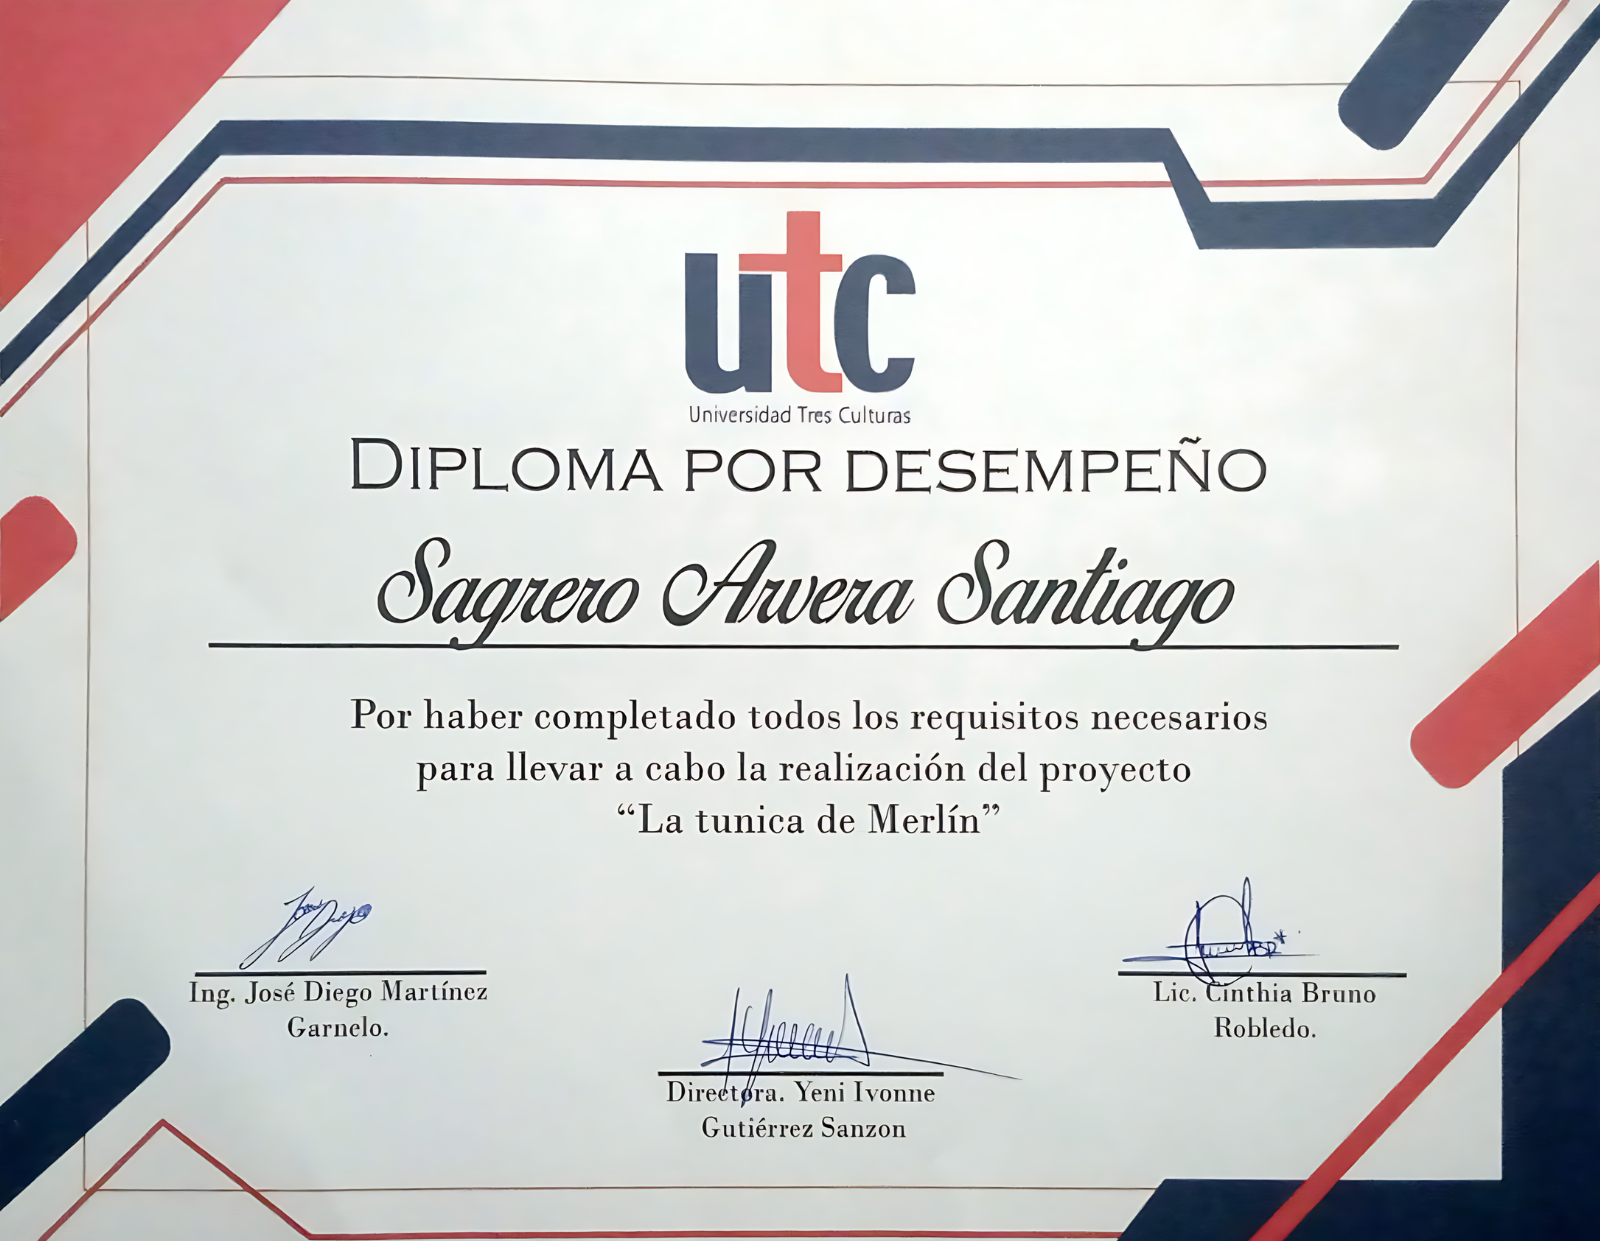 utc
Universidad Tres Culturas
DIPLOMA POR DESEMPEÑO
Sagrero Arvera Santiago
Por haber completado todos los requisitos necesarios
para llevar a cabo la realización del proyecto
“La tunica de Merlín”
Ing. José Diego Martínez
Garnelo.
Lic. Cinthia Bruno
Robledo.
Directora. Yeni Ivonne
Gutiérrez Sanzon